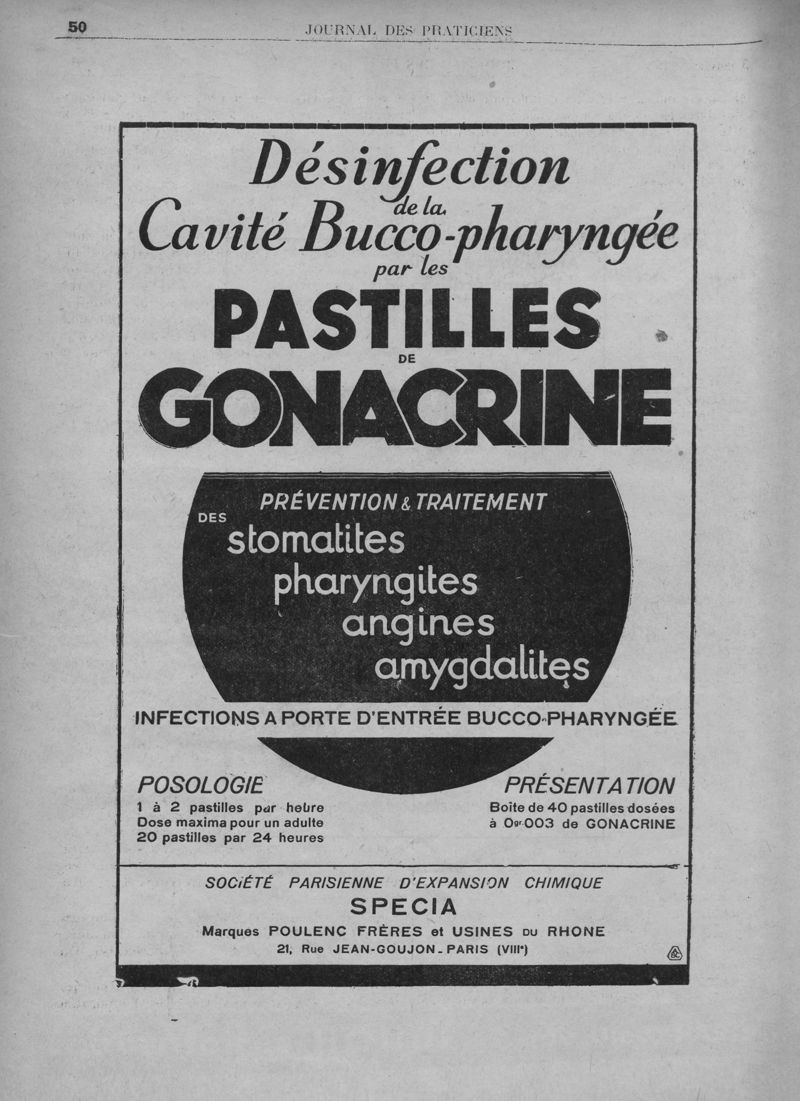 50
JOURNAL DES PRATICIENS
Désinfection
de la
Cavité Bucco-pharyngée
par les
PASTILLES
DE
GONACRINE
PRÉVENTION & TRAITEMENT
DES
stomatites
pharyngites
angines
amygdalites
INFECTIONS A PORTE D'ENTRÉE BUCCO-PHARYNGÉE
POSOLOGIE
1 à 2 pastilles par heure
Dose maxima pour un adulte
20 pastilles par 24 heures
PRÉSENTATION
Boîte de 40 pastilles dosées
à 0gr.003 de GONACRINE
SOCIÉTÉ PARISIENNE D'EXPANSION CHIMIQUE
SPECIA
Marques POULENC FRÈRES et USINES DU RHONE
21, Rue JEAN-GOUJON - PARIS (VIIIe)